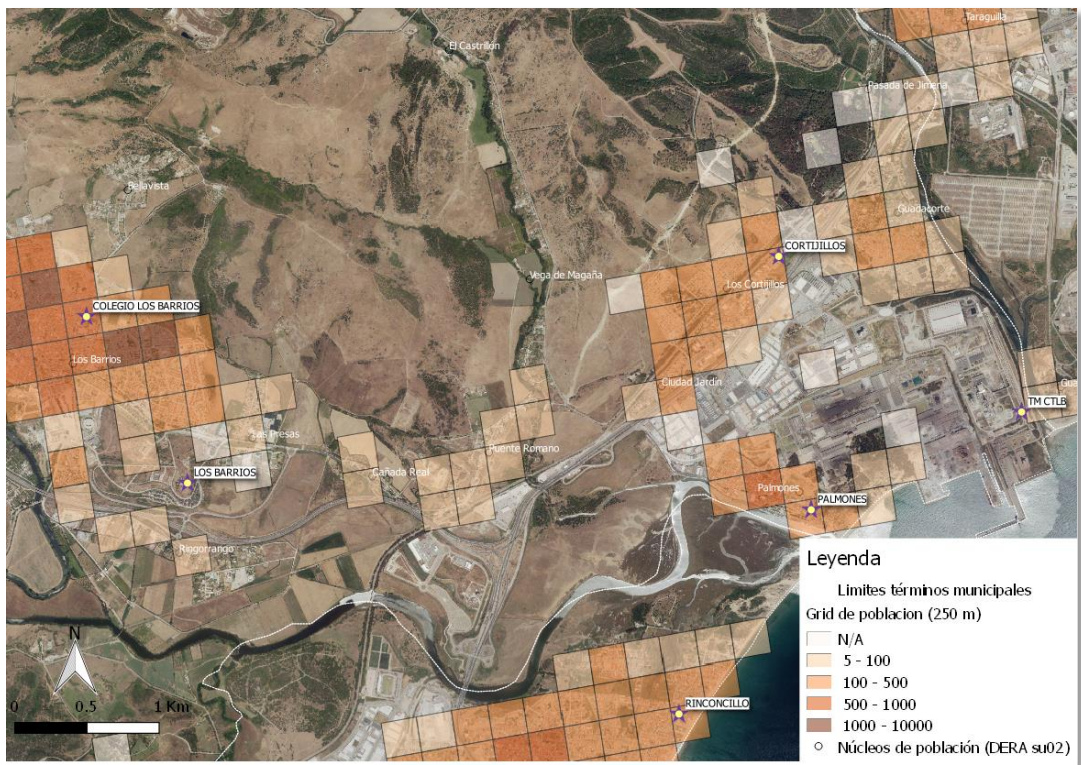 Taraguilla
El Castrillón
Pasada de Jimena
Bellavista
Guadacorte
CORTIJILLOS
Vega de Magaña
Los Cortijillos
COLEGIO LOS BARRIOS
Los Barrios
Ciudad Jardín
Gua
TM CTLB
Las Presas
Puente Romano
Cañada Real
LOS BARRIOS
Palmones
PALMONES
Ringorrango
RINCONCILLO
N
0 0.5 1 Km
Leyenda
Limites términos municipales
Grid de poblacion (250 m)
N/A
5 - 100
100 - 500
500 - 1000
1000 - 10000
Núcleos de población (DERA su02)